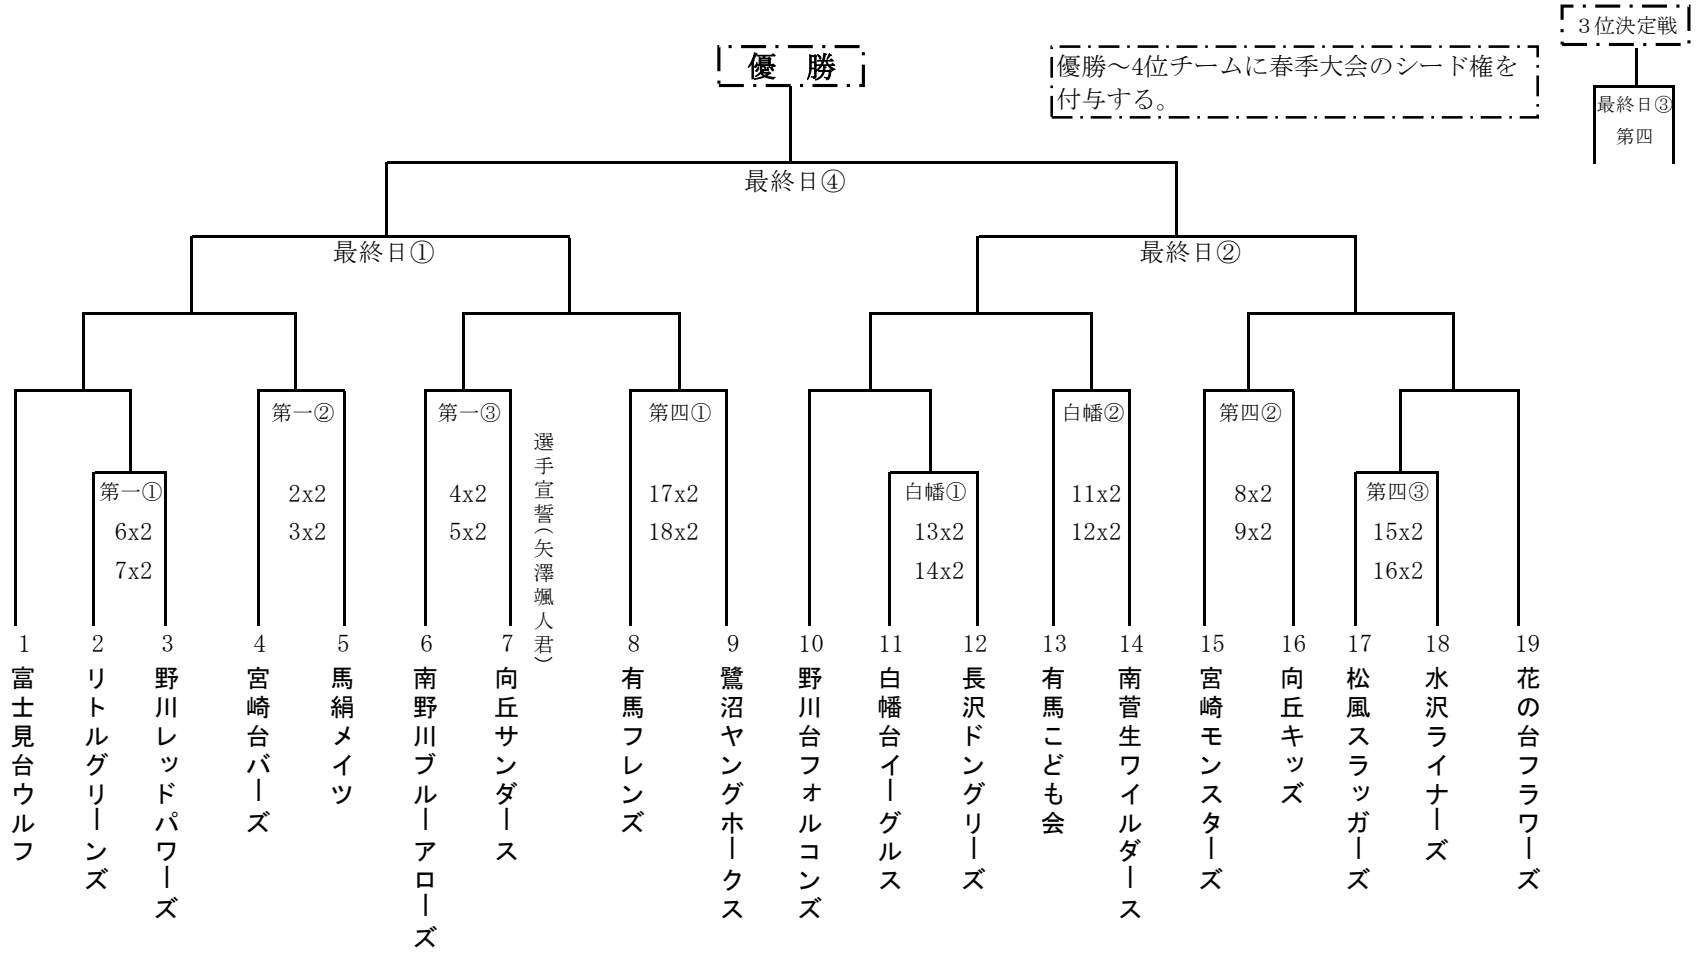 ３位決定戦
優　勝
優勝～4位チームに春季大会のシード権を
付与する。
最終日③
第四
最終日④
最終日①
最終日②
第一②
第一③
第四①
白幡②
第四②
第一①
2x2
4x2
17x2
白幡①
11x2
8x2
第四③
6x2
3x2
5x2
18x2
13x2
12x2
9x2
15x2
7x2
14x2
16x2
選手宣誓(矢澤颯人君)
1
富士見台ウルフ
2
リトルグリーンズ
3
野川レッドパワーズ
4
宮崎台バーズ
5
馬絹メイツ
6
南野川ブルーアローズ
7
向丘サンダース
8
有馬フレンズ
9
鷺沼ヤングホークス
10
野川台フォルコンズ
11
白幡台イーグルス
12
長沢ドングリーズ
13
有馬こども会
14
南菅生ワイルダース
15
宮崎モンスターズ
16
向丘キッズ
17
松風スラッガーズ
18
水沢ライナーズ
19
花の台フラワーズ